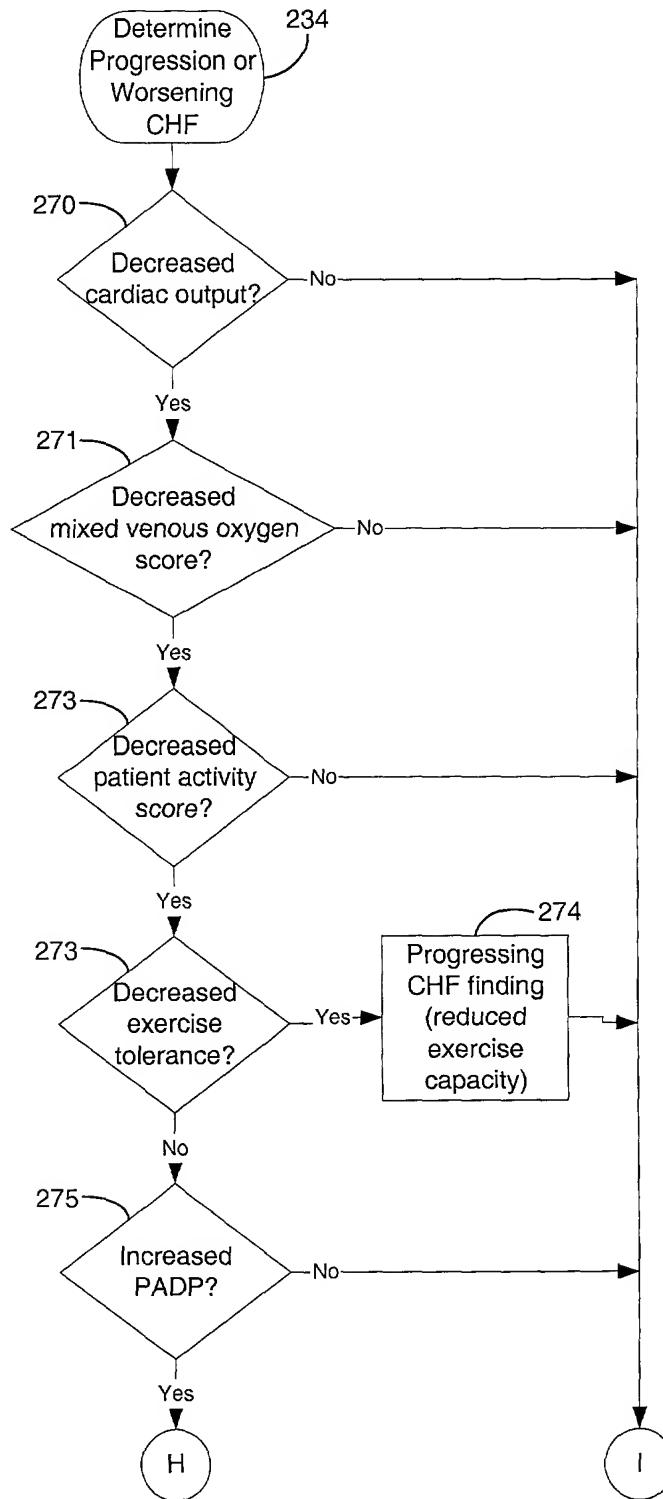 234
Determine
Progression or
Worsening
CHF
270
Decreased
cardiac output?
No
Yes
271
Decreased
mixed venous oxygen
score?
No
Yes
273
Decreased
patient activity
score?
No
Yes
273
Decreased
exercise
tolerance?
Yes
274
Progressing
CHF finding
(reduced
exercise
capacity)
No
275
Increased
PADP?
No
Yes
H
I